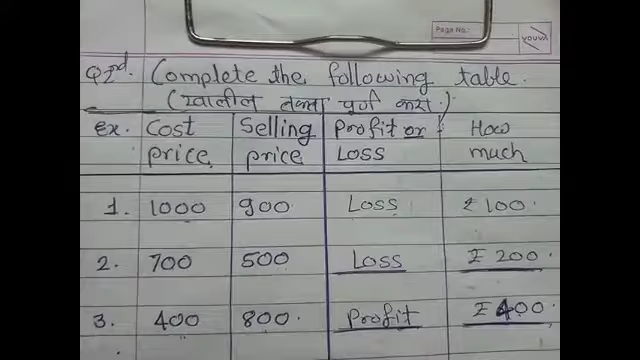 Page No.:
YOUVA
Q2nd. Complete the following table.
(खालील तक्ता पूर्ण करा.)
Ex. Cost price Selling price Profit or Loss How much
1. 1000 900 Loss ₹100.
2. 700 500 Loss ₹200.
3. 400 800. Profit ₹400